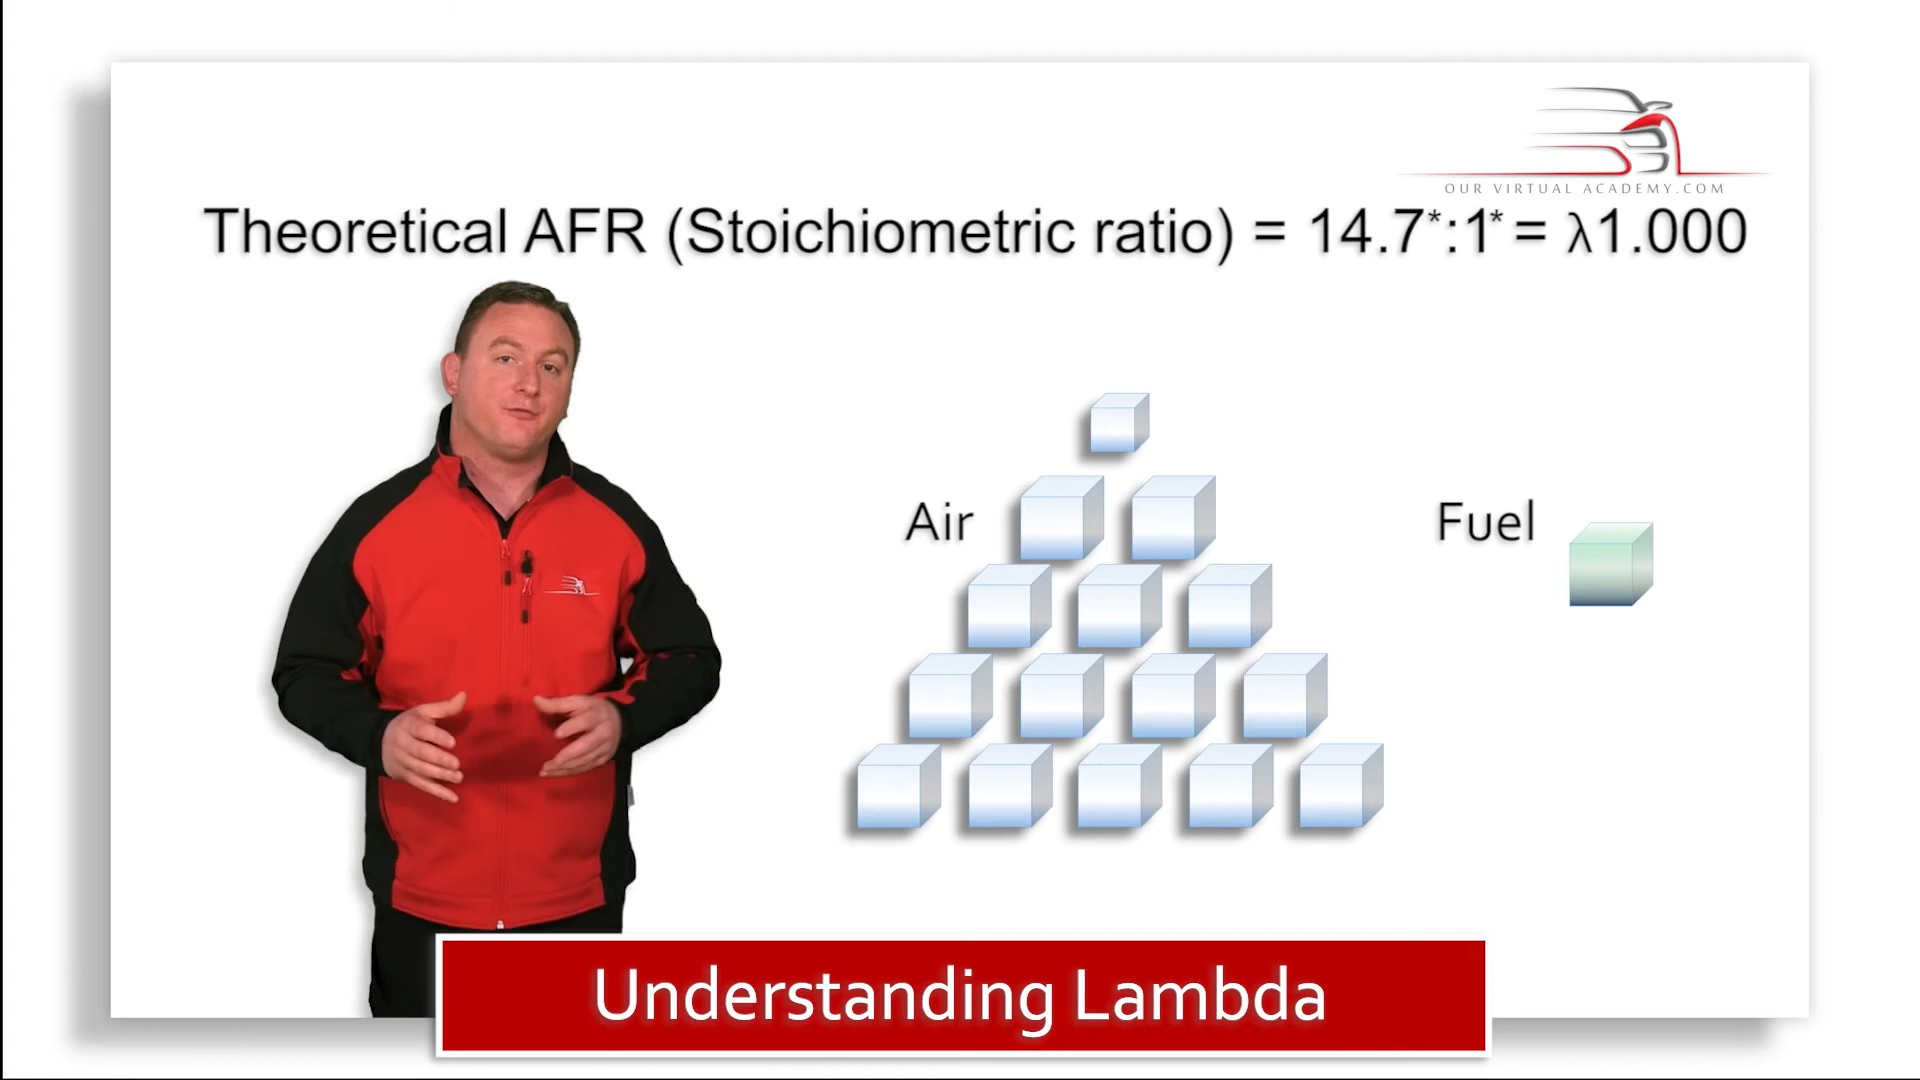 OUR VIRTUAL ACADEMY.COM
Theoretical AFR (Stoichiometric ratio) = 14.7*:1* = λ1.000
Air
Fuel
Understanding Lambda